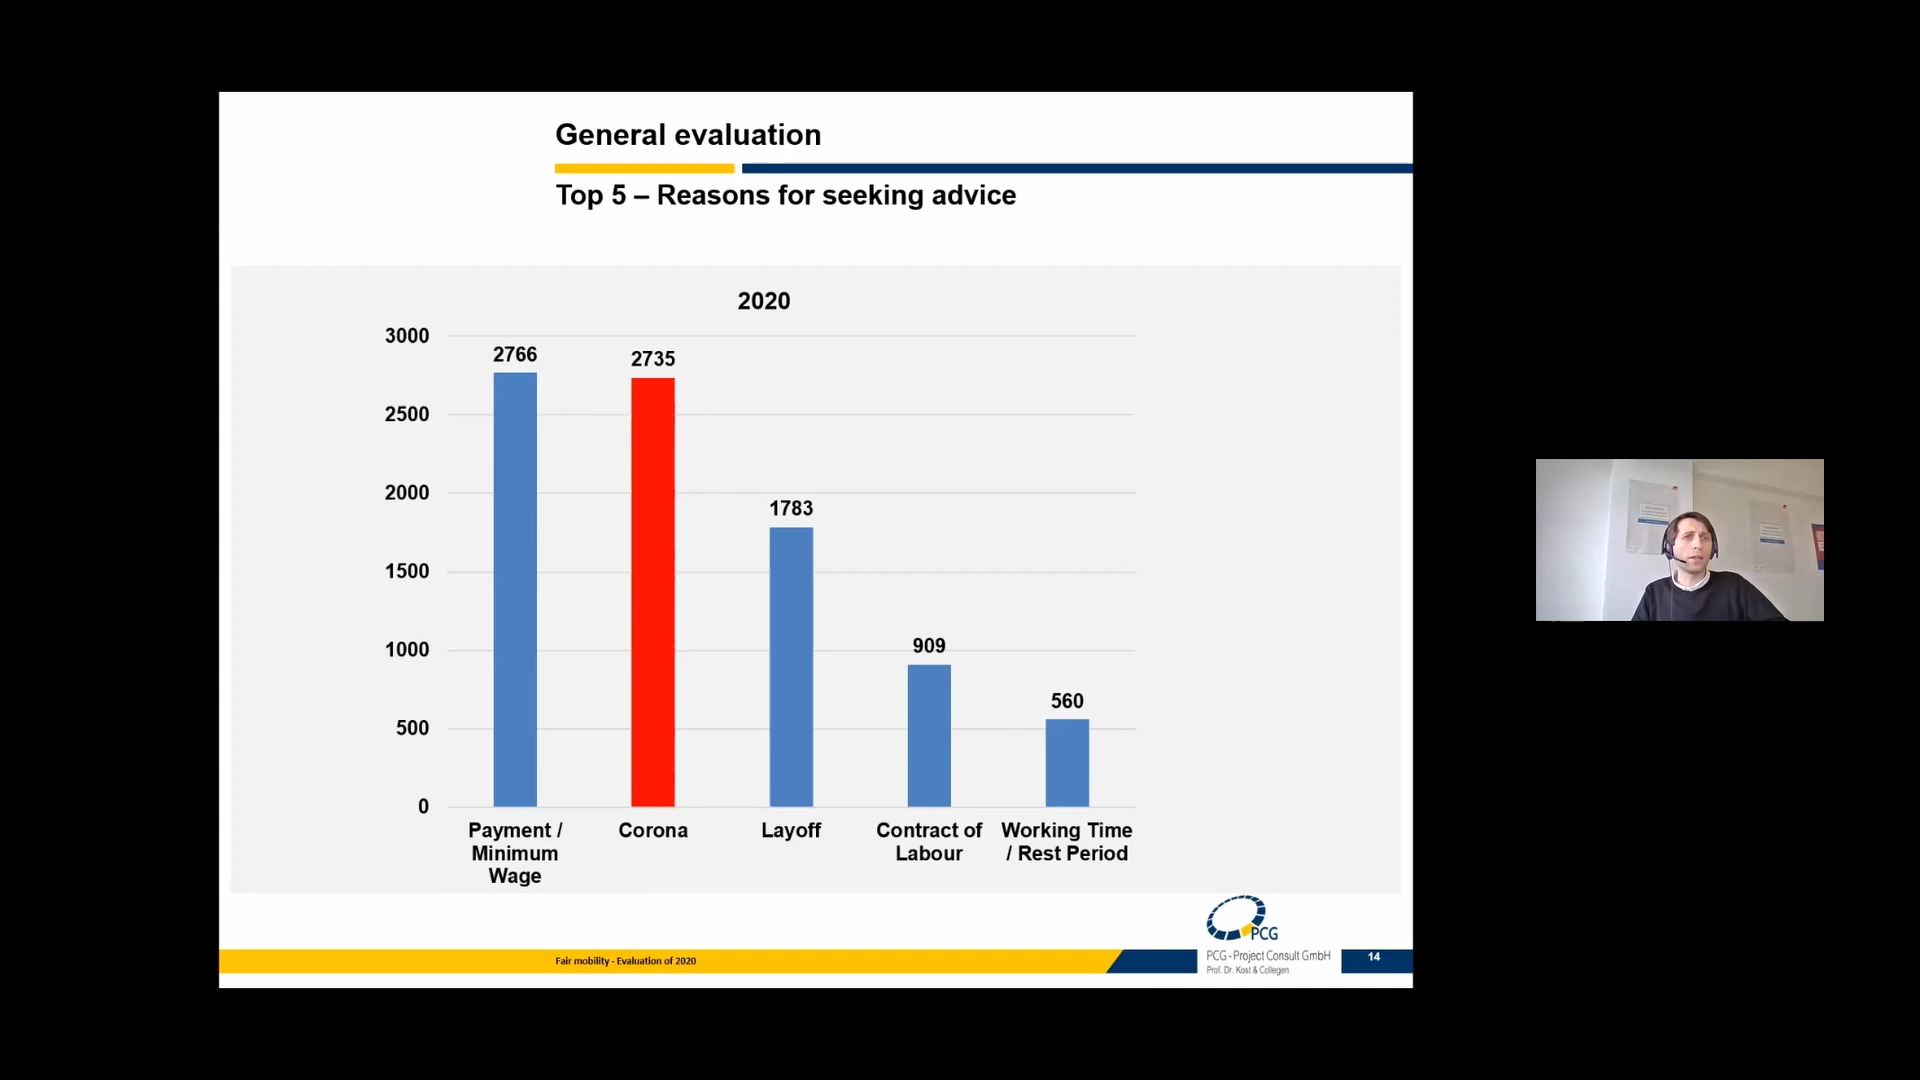 General evaluation
Top 5 – Reasons for seeking advice
2020
3000
2500
2000
1500
1000
500
0
2766
2735
1783
909
560
Payment /
Minimum
Wage
Corona
Layoff
Contract of
Labour
Working Time
/ Rest Period
PCG
Fair mobility - Evaluation of 2020
PCG - Project Consult GmbH
Prof. Dr. Kost & Collegen
14